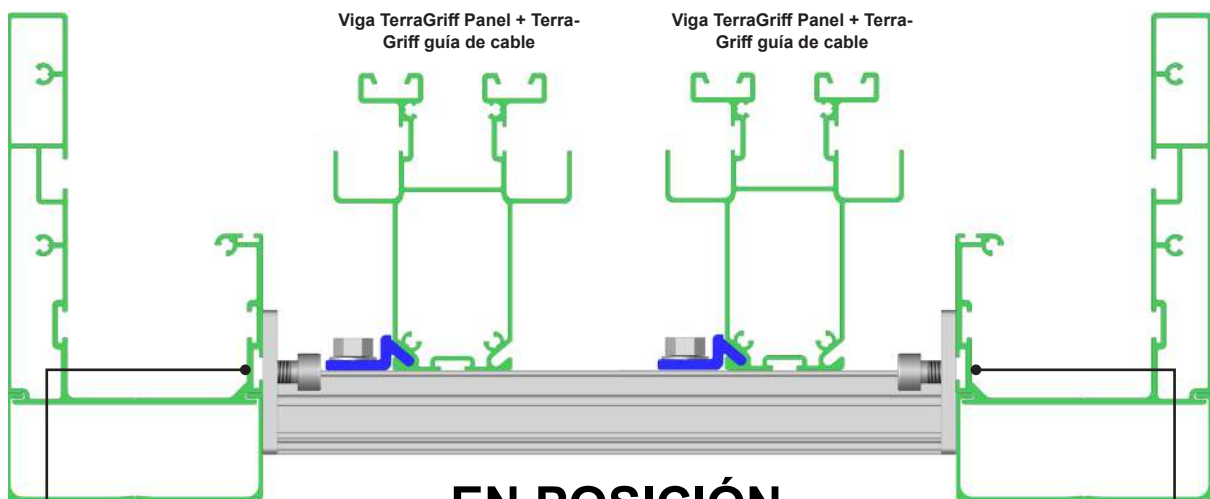 Viga TerraGriff Panel + Terra-
Griff guía de cable
Viga TerraGriff Panel + Terra-
Griff guía de cable
EN POSICIÓN